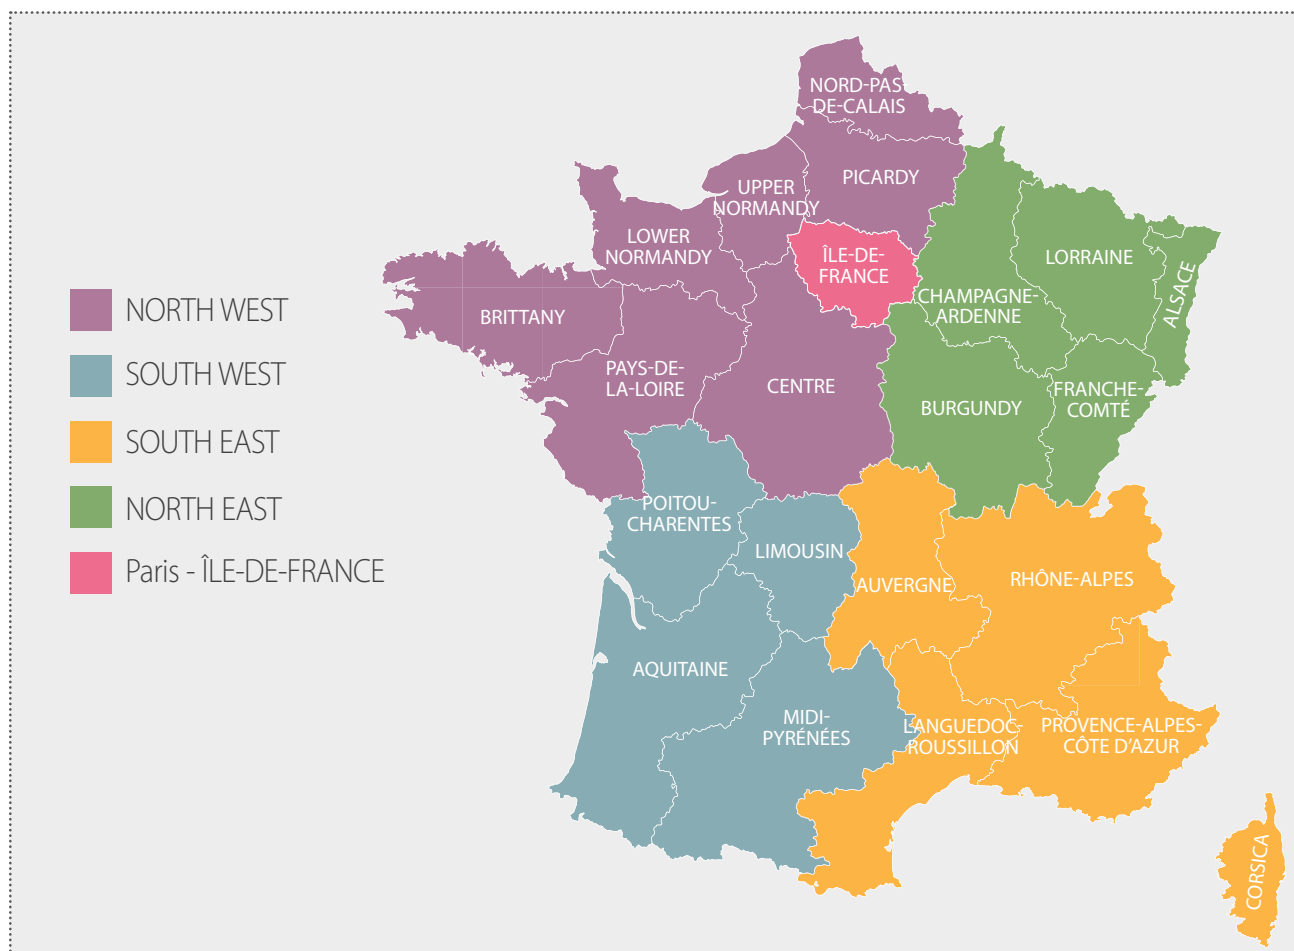 NORTH WEST
SOUTH WEST
SOUTH EAST
NORTH EAST
Paris - ÎLE-DE-FRANCE
NORD-PAS-
DE-CALAIS
PICARDY
UPPER
NORMANDY
LOWER
NORMANDY
ÎLE-DE-
FRANCE
CHAMPAGNE-
ARDENNE
LORRAINE
ALSACE
BRITTANY
PAYS-DE-
LA-LOIRE
CENTRE
BURGUNDY
FRANCHE-
COMTÉ
POITOU-
CHARENTES
LIMOUSIN
AUVERGNE
RHÔNE-ALPES
AQUITAINE
MIDI-
PYRÉNÉES
LANGUEDOC-
ROUSSILLON
PROVENCE-ALPES-
CÔTE D'AZUR
CORSICA